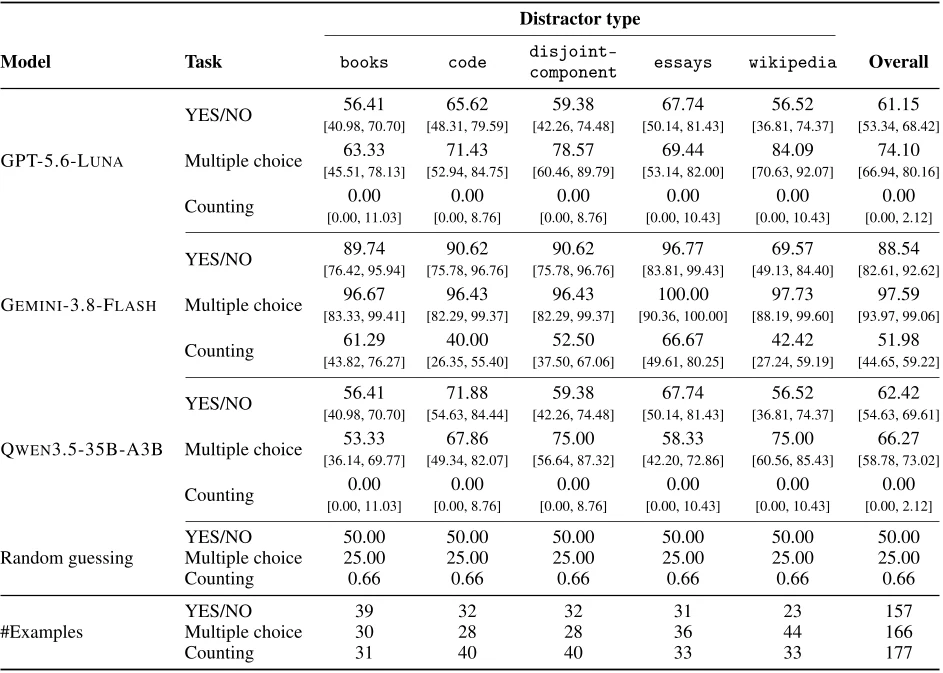 Distractor type
Model Task books code disjoint-component essays wikipedia Overall
GPT-5.6-LUNA
YES/NO 56.41 65.62 59.38 67.74 56.52 61.15
[40.98, 70.70] [48.31, 79.59] [42.26, 74.48] [50.14, 81.43] [36.81, 74.37] [53.34, 68.42]
Multiple choice 63.33 71.43 78.57 69.44 84.09 74.10
[45.51, 78.13] [52.94, 84.75] [60.46, 89.79] [53.14, 82.00] [70.63, 92.07] [66.94, 80.16]
Counting 0.00 0.00 0.00 0.00 0.00 0.00
[0.00, 11.03] [0.00, 8.76] [0.00, 8.76] [0.00, 10.43] [0.00, 10.43] [0.00, 2.12]
GEMINI-3.8-FLASH
YES/NO 89.74 90.62 90.62 96.77 69.57 88.54
[76.42, 95.94] [75.78, 96.76] [75.78, 96.76] [83.81, 99.43] [49.13, 84.40] [82.61, 92.62]
Multiple choice 96.67 96.43 96.43 100.00 97.73 97.59
[83.33, 99.41] [82.29, 99.37] [82.29, 99.37] [90.36, 100.00] [88.19, 99.60] [93.97, 99.06]
Counting 61.29 40.00 52.50 66.67 42.42 51.98
[43.82, 76.27] [26.35, 55.40] [37.50, 67.06] [49.61, 80.25] [27.24, 59.19] [44.65, 59.22]
QWEN3.5-35B-A3B
YES/NO 56.41 71.88 59.38 67.74 56.52 62.42
[40.98, 70.70] [54.63, 84.44] [42.26, 74.48] [50.14, 81.43] [36.81, 74.37] [54.63, 69.61]
Multiple choice 53.33 67.86 75.00 58.33 75.00 66.27
[36.14, 69.77] [49.34, 82.07] [56.64, 87.32] [42.20, 72.86] [60.56, 85.43] [58.78, 73.02]
Counting 0.00 0.00 0.00 0.00 0.00 0.00
[0.00, 11.03] [0.00, 8.76] [0.00, 8.76] [0.00, 10.43] [0.00, 10.43] [0.00, 2.12]
Random guessing
YES/NO 50.00 50.00 50.00 50.00 50.00 50.00
Multiple choice 25.00 25.00 25.00 25.00 25.00 25.00
Counting 0.66 0.66 0.66 0.66 0.66 0.66
#Examples
YES/NO 39 32 32 31 23 157
Multiple choice 30 28 28 36 44 166
Counting 31 40 40 33 33 177